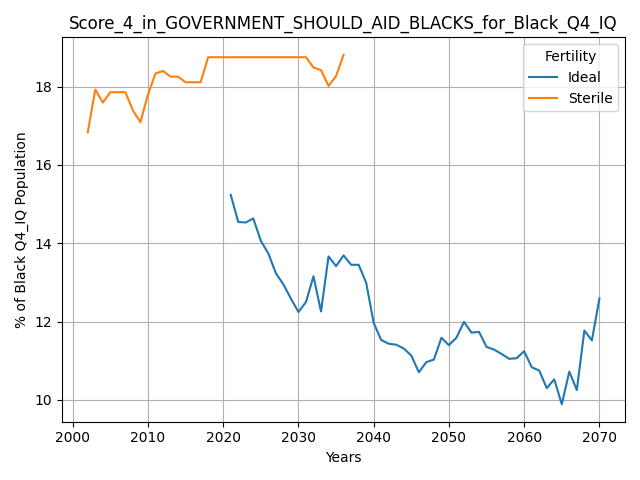 Score_4_in_GOVERNMENT_SHOULD_AID_BLACKS_for_Black_Q4_IQ
Fertility
Ideal
Sterile
% of Black Q4_IQ Population
18
16
14
12
10
2000 2010 2020 2030 2040 2050 2060 2070
Years